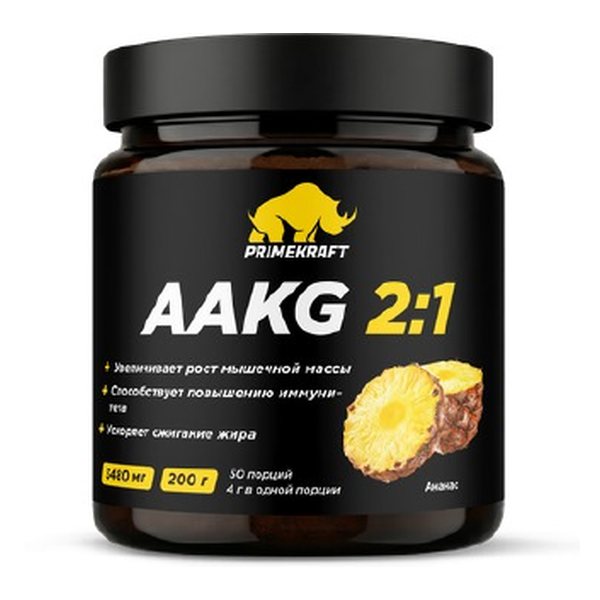 PRIMEKRAFT
AAKG 2:1
+ Увеличивает рост мышечной массы
+ Способствует повышению иммуни-
тета
+ Ускоряет сжигание жира
3480 мг 200 г
50 порций
4 г в одной порции
Ананас